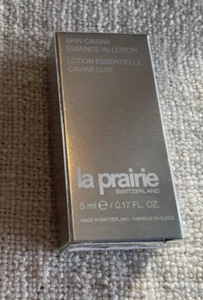 SKIN CAVIAR
ESSENCE-IN-LOTION
LOTION ESSENTIELLE
CAVIAR LUXE
la prairie
SWITZERLAND
5 ml ℮ / 0.17 FL. OZ.
MADE IN SWITZERLAND · FABRIQUÉ EN SUISSE